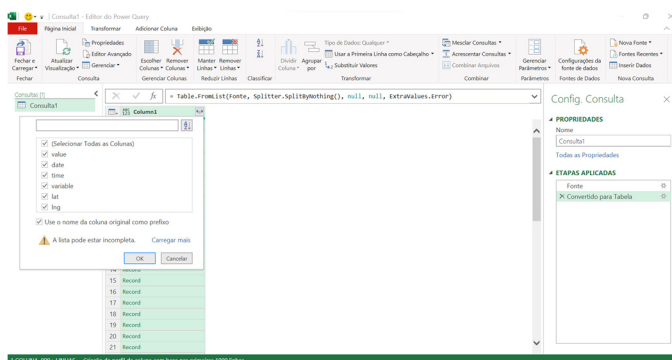 Consulta1 - Editor do Power Query
File
Página Inicial
Transformar
Adicionar Coluna
Exibição
Fechar e Carregar
Atualizar Visualização
Propriedades
Editor Avançado
Gerenciar
Escolher Colunas
Remover Colunas
Manter Linhas
Remover Linhas
Dividir Coluna
Agrupar por
Tipo de Dados: Qualquer
Usar a Primeira Linha como Cabeçalho
Substituir Valores
Mesclar Consultas
Acrescentar Consultas
Combinar Arquivos
Gerenciar Parâmetros
Configurações da fonte de dados
Nova Fonte
Fontes Recentes
Inserir Dados
Fechar
Consulta
Gerenciar Colunas
Reduzir Linhas
Classificar
Transformar
Combinar
Parâmetros
Fontes de Dados
Nova Consulta
Consultas [1]
Consulta1
= Table.FromList(Fonte, Splitter.SplitByNothing(), null, null, ExtraValues.Error)
Column1
(Selecionar Todas as Colunas)
value
date
time
variable
lat
lng
Use o nome da coluna original como prefixo
A lista pode estar incompleta. Carregar mais
OK Cancelar
14 Record
15 Record
16 Record
17 Record
18 Record
19 Record
20 Record
21 Record
Config. Consulta
PROPRIEDADES
Nome
Consulta1
Todas as Propriedades
ETAPAS APLICADAS
Fonte
Convertido para Tabela